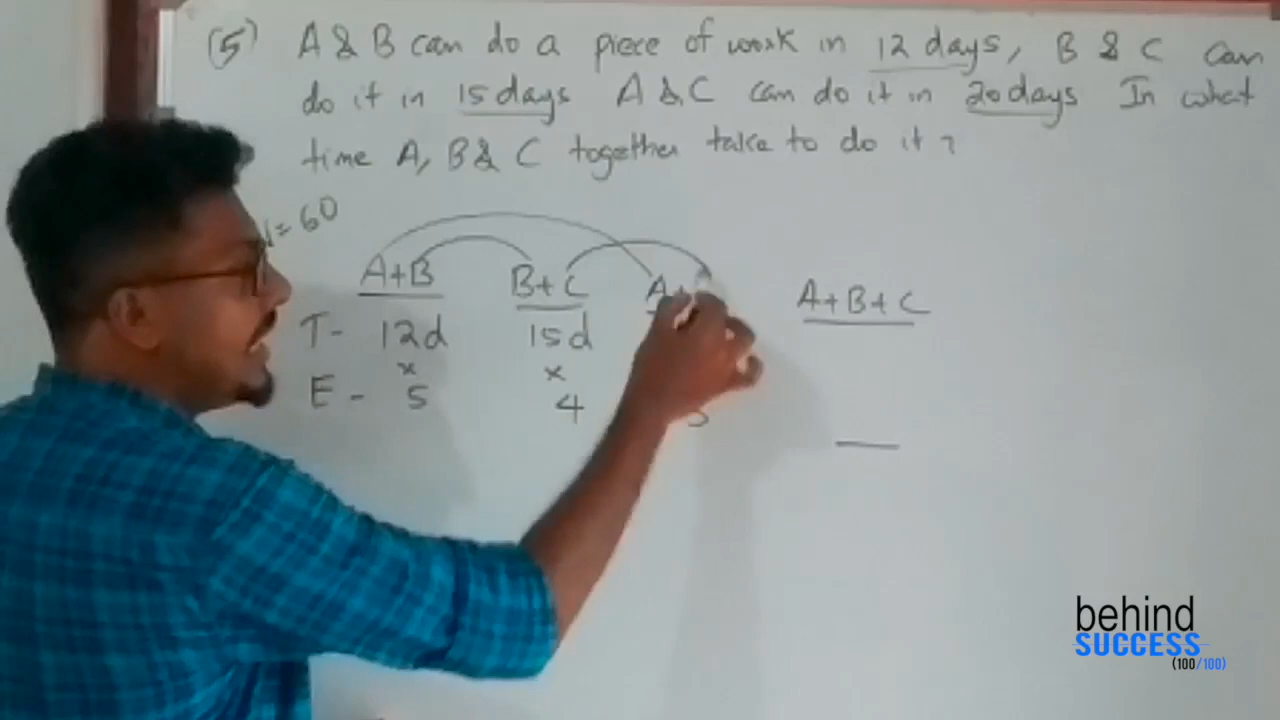 (5) A & B can do a piece of work in 12 days, B & C can
do it in 15 days A & C can do it in 20 days In what
time A, B & C together take to do it ?
= 60
A+B B+C A+ A+B+C
T - 12d 15d
x x
E - 5 4
behind
SUCCESS
(100/100)